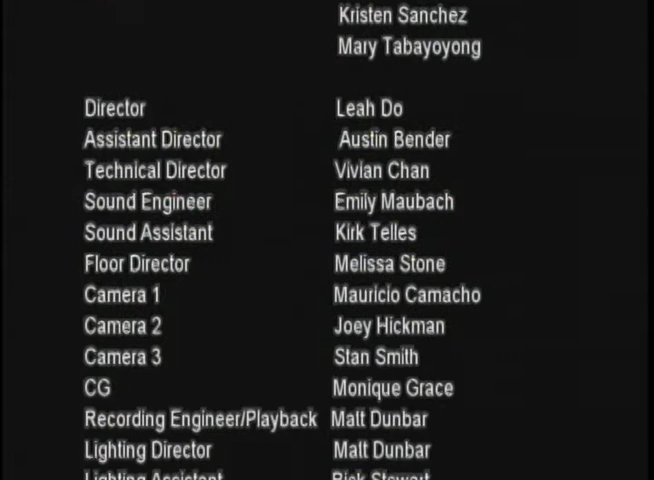 Kristen Sanchez
Mary Tabayoyong
Director Leah Do
Assistant Director Austin Bender
Technical Director Vivian Chan
Sound Engineer Emily Maubach
Sound Assistant Kirk Telles
Floor Director Melissa Stone
Camera 1 Mauricio Camacho
Camera 2 Joey Hickman
Camera 3 Stan Smith
CG Monique Grace
Recording Engineer/Playback Matt Dunbar
Lighting Director Matt Dunbar
Lighting Assistant Rick Stewart